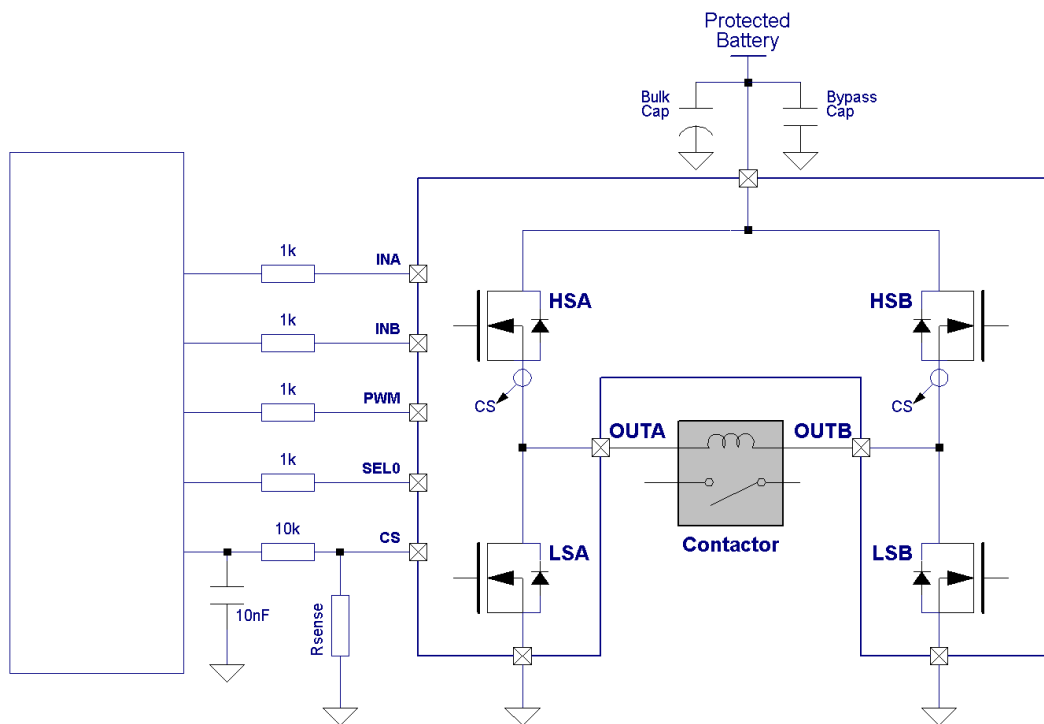 Protected
Battery
Bulk
Cap
Bypass
Cap
1k
INA
HSA
HSB
1k
INB
CS
CS
1k
PWM
OUTA
OUTB
1k
SEL0
10k
CS
Contactor
LSA
LSB
10nF
Rsense